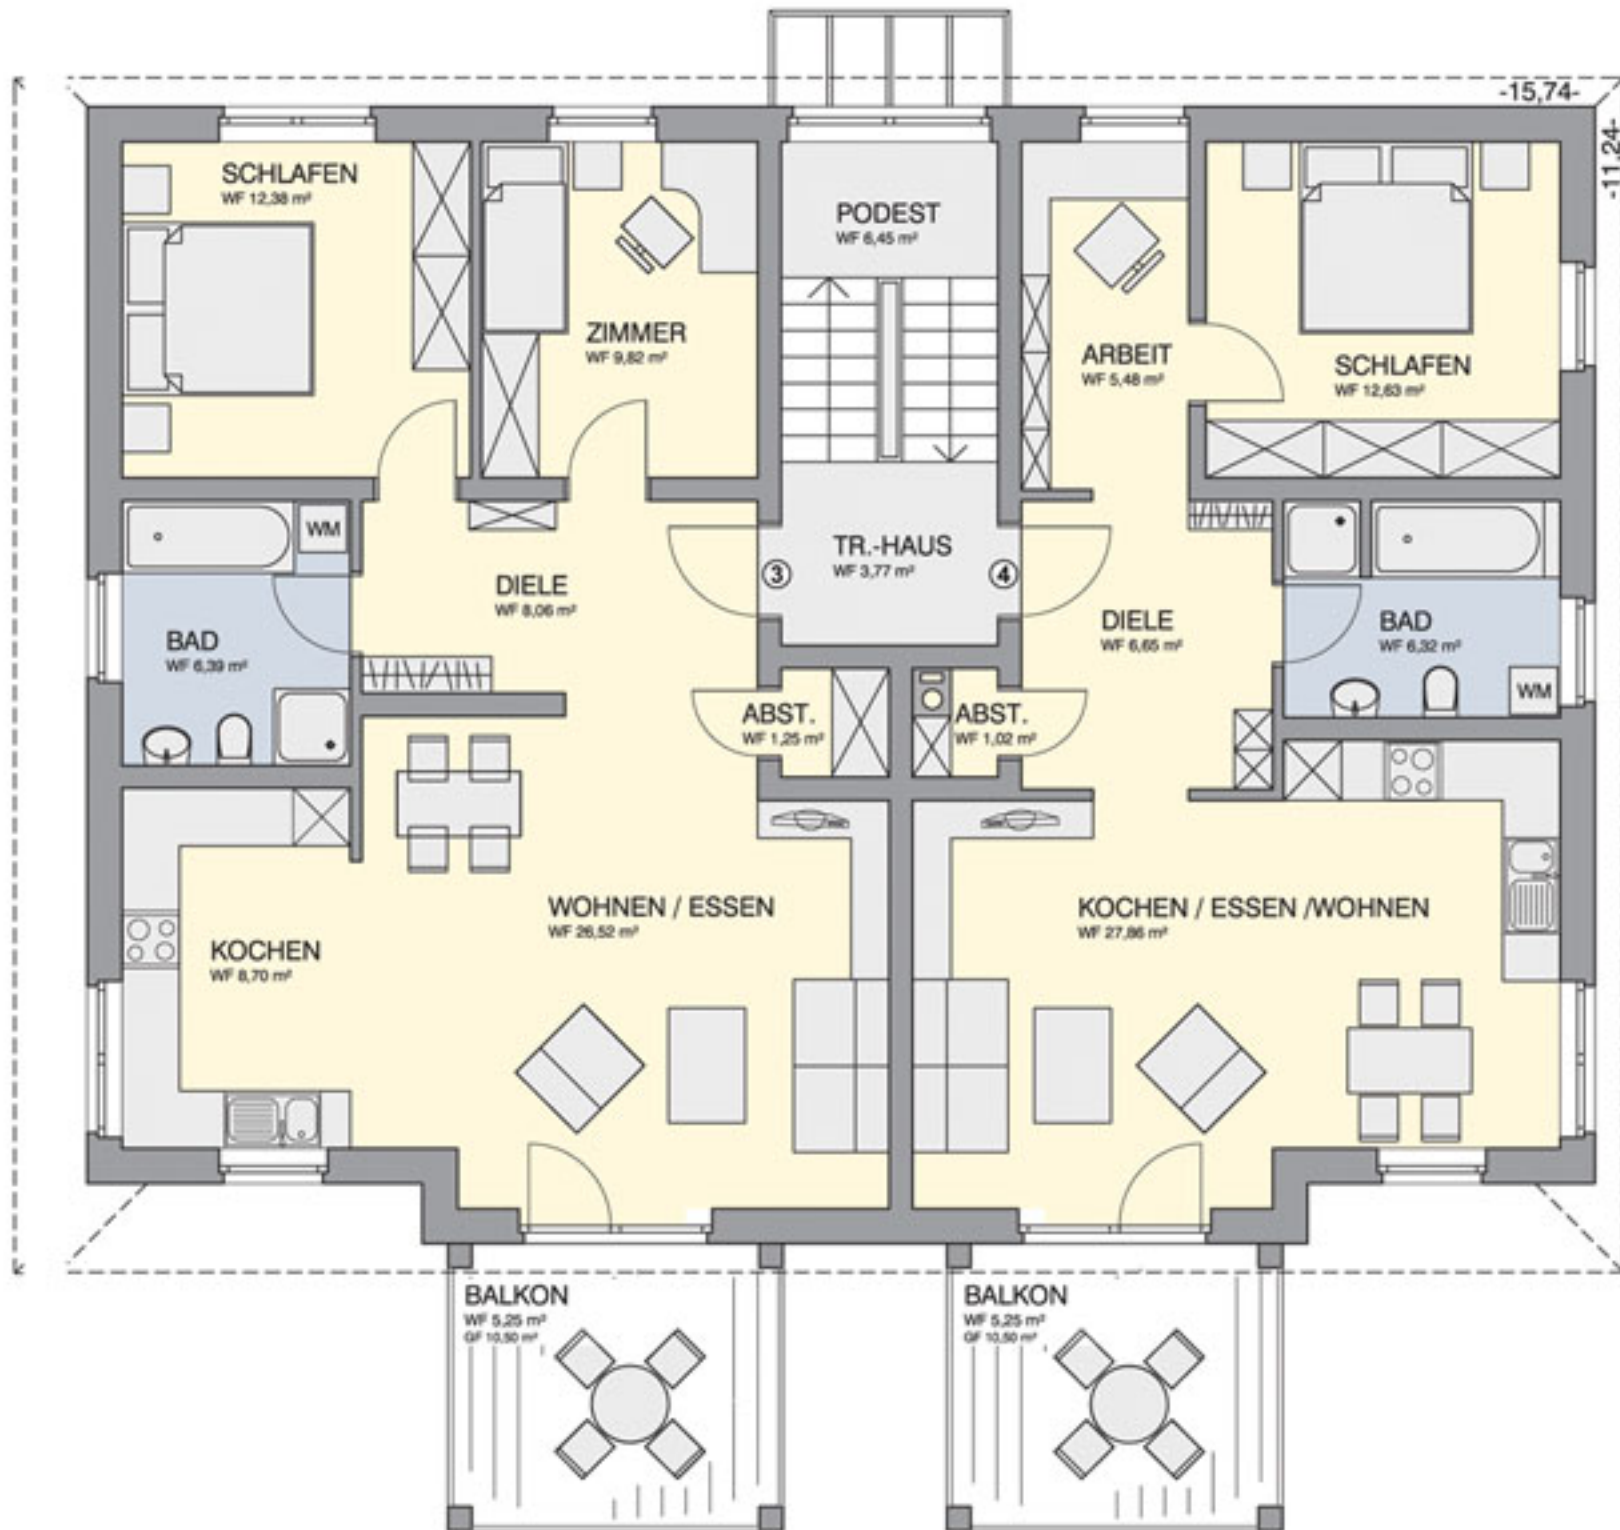 -15,74-
-11,24-
SCHLAFEN
WF 12,38 m²
ZIMMER
WF 9,82 m²
PODEST
WF 6,45 m²
ARBEIT
WF 5,48 m²
SCHLAFEN
WF 12,63 m²
WM
BAD
WF 6,39 m²
DIELE
WF 8,06 m²
3
TR.-HAUS
WF 3,77 m²
4
DIELE
WF 6,65 m²
BAD
WF 6,32 m²
WM
ABST.
WF 1,25 m²
ABST.
WF 1,02 m²
KOCHEN
WF 8,70 m²
WOHNEN / ESSEN
WF 26,52 m²
KOCHEN / ESSEN /WOHNEN
WF 27,86 m²
BALKON
WF 5,25 m²
GF 10,50 m²
BALKON
WF 5,25 m²
GF 10,50 m²